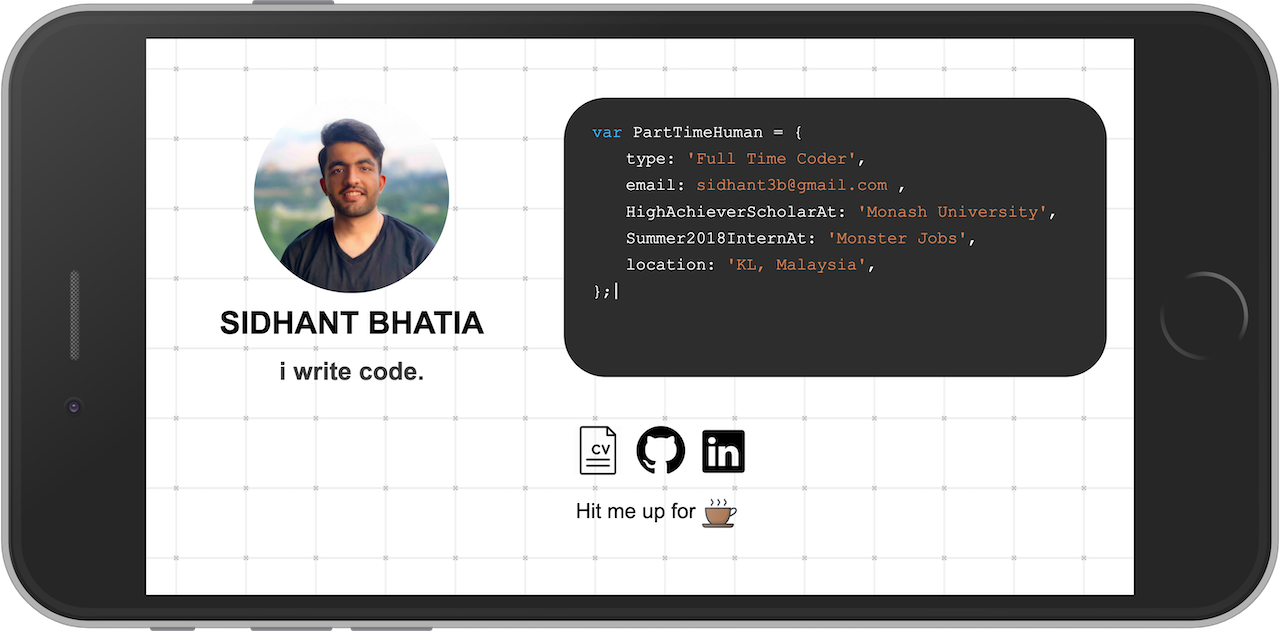 SIDHANT BHATIA
i write code.
var PartTimeHuman = {
type: 'Full Time Coder',
email: sidhant3b@gmail.com ,
HighAchieverScholarAt: 'Monash University',
Summer2018InternAt: 'Monster Jobs',
location: 'KL, Malaysia',
};|
CV
in
Hit me up for